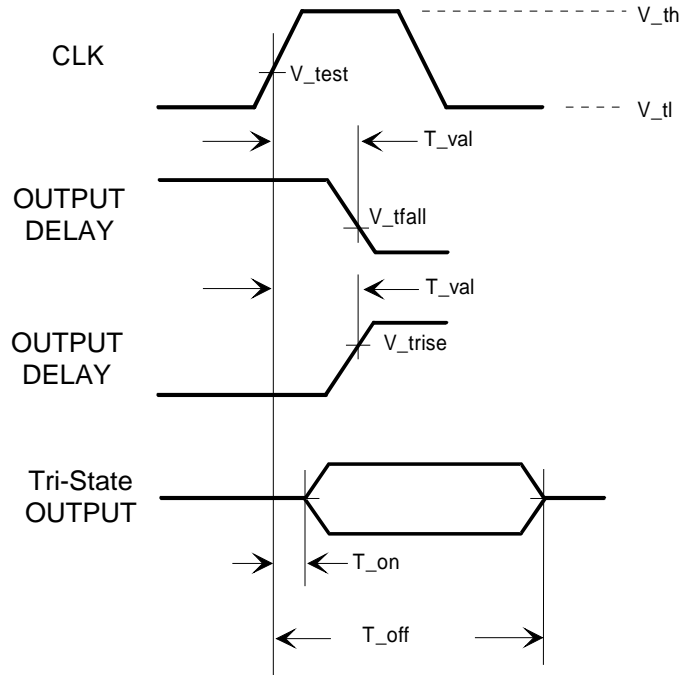 V_th
CLK
V_test
V_tl
T_val
OUTPUT
DELAY
V_tfall
T_val
OUTPUT
DELAY
V_trise
Tri-State
OUTPUT
T_on
T_off